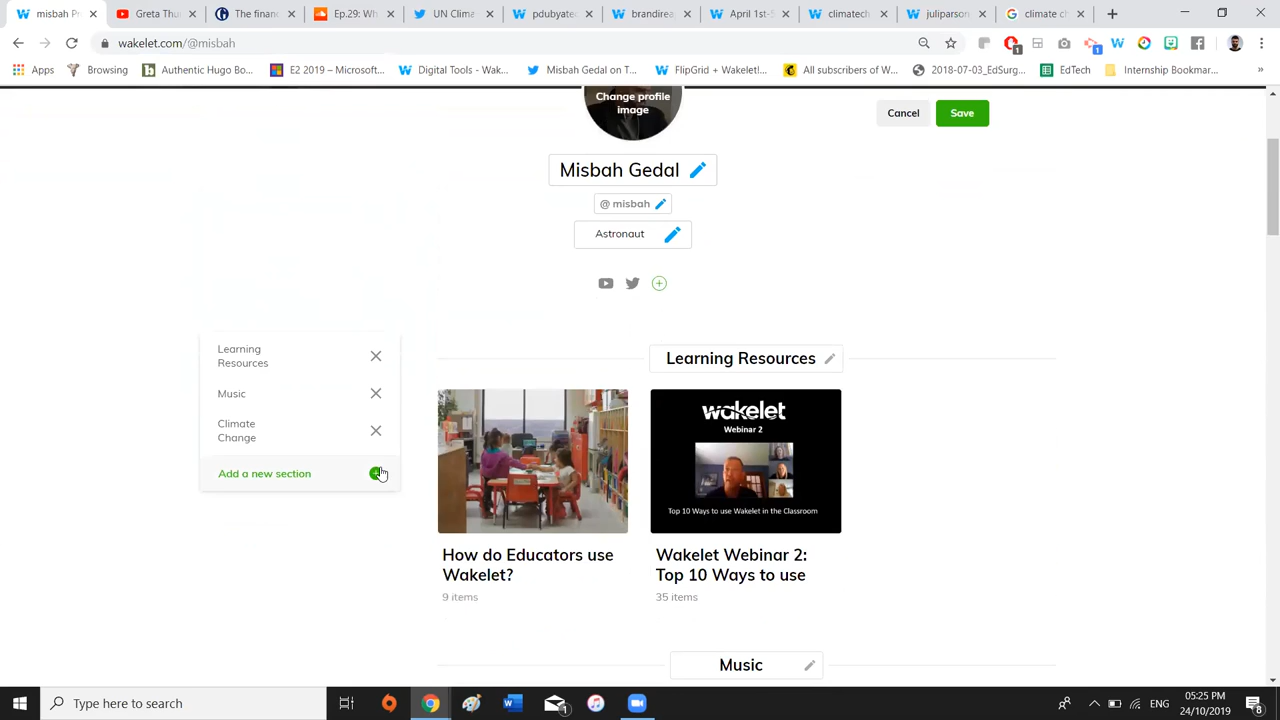 misbah Pe
Greta Thu
The finane
Ep.29: Wh
UN Clima
pdubyate
brandrea
April 1st-
climatech
juliparson
climate c
wakelet.com/@misbah
Apps
Browsing
Authentic Hugo Bo...
E2 2019 – Microsoft...
Digital Tools - Wak...
Misbah Gedal on T...
FlipGrid + Wakelet!...
All subscribers of W...
2018-07-03_EdSurg...
EdTech
Internship Bookmar...
»
Change profile
image
Cancel
Save
Misbah Gedal
@ misbah
Astronaut
Learning
Resources
Music
Climate
Change
Add a new section
Learning Resources
wakelet
Webinar 2
Top 10 Ways to use Wakelet in the Classroom
How do Educators use
Wakelet?
9 items
Wakelet Webinar 2:
Top 10 Ways to use
35 items
Music
Type here to search
ENG
05:25 PM
24/10/2019